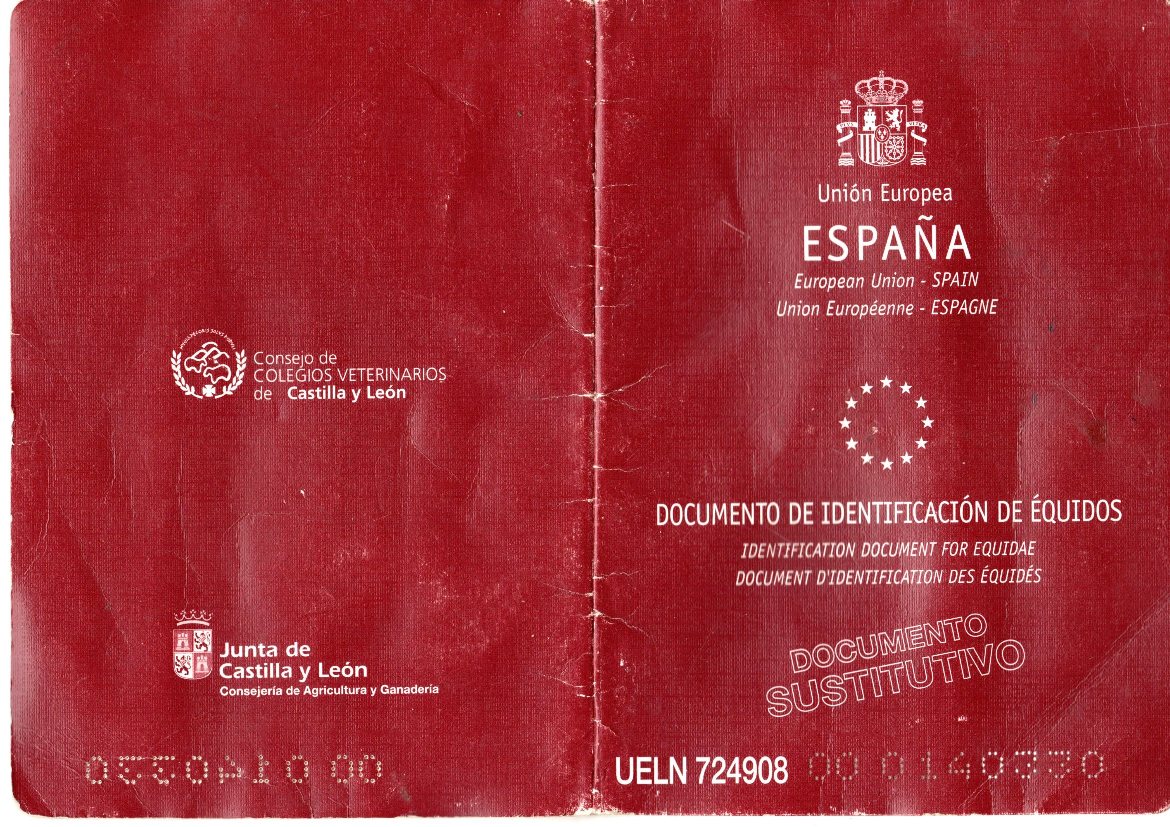 Consejo de
COLEGIOS VETERINARIOS
de Castilla y León
Junta de
Castilla y León
Consejería de Agricultura y Ganadería
Unión Europea
ESPAÑA
European Union - SPAIN
Union Européenne - ESPAGNE
DOCUMENTO DE IDENTIFICACIÓN DE ÉQUIDOS
IDENTIFICATION DOCUMENT FOR EQUIDAE
DOCUMENT D'IDENTIFICATION DES ÉQUIDÉS
DOCUMENTO
SUSTITUTIVO
UELN 724908 00 0140330